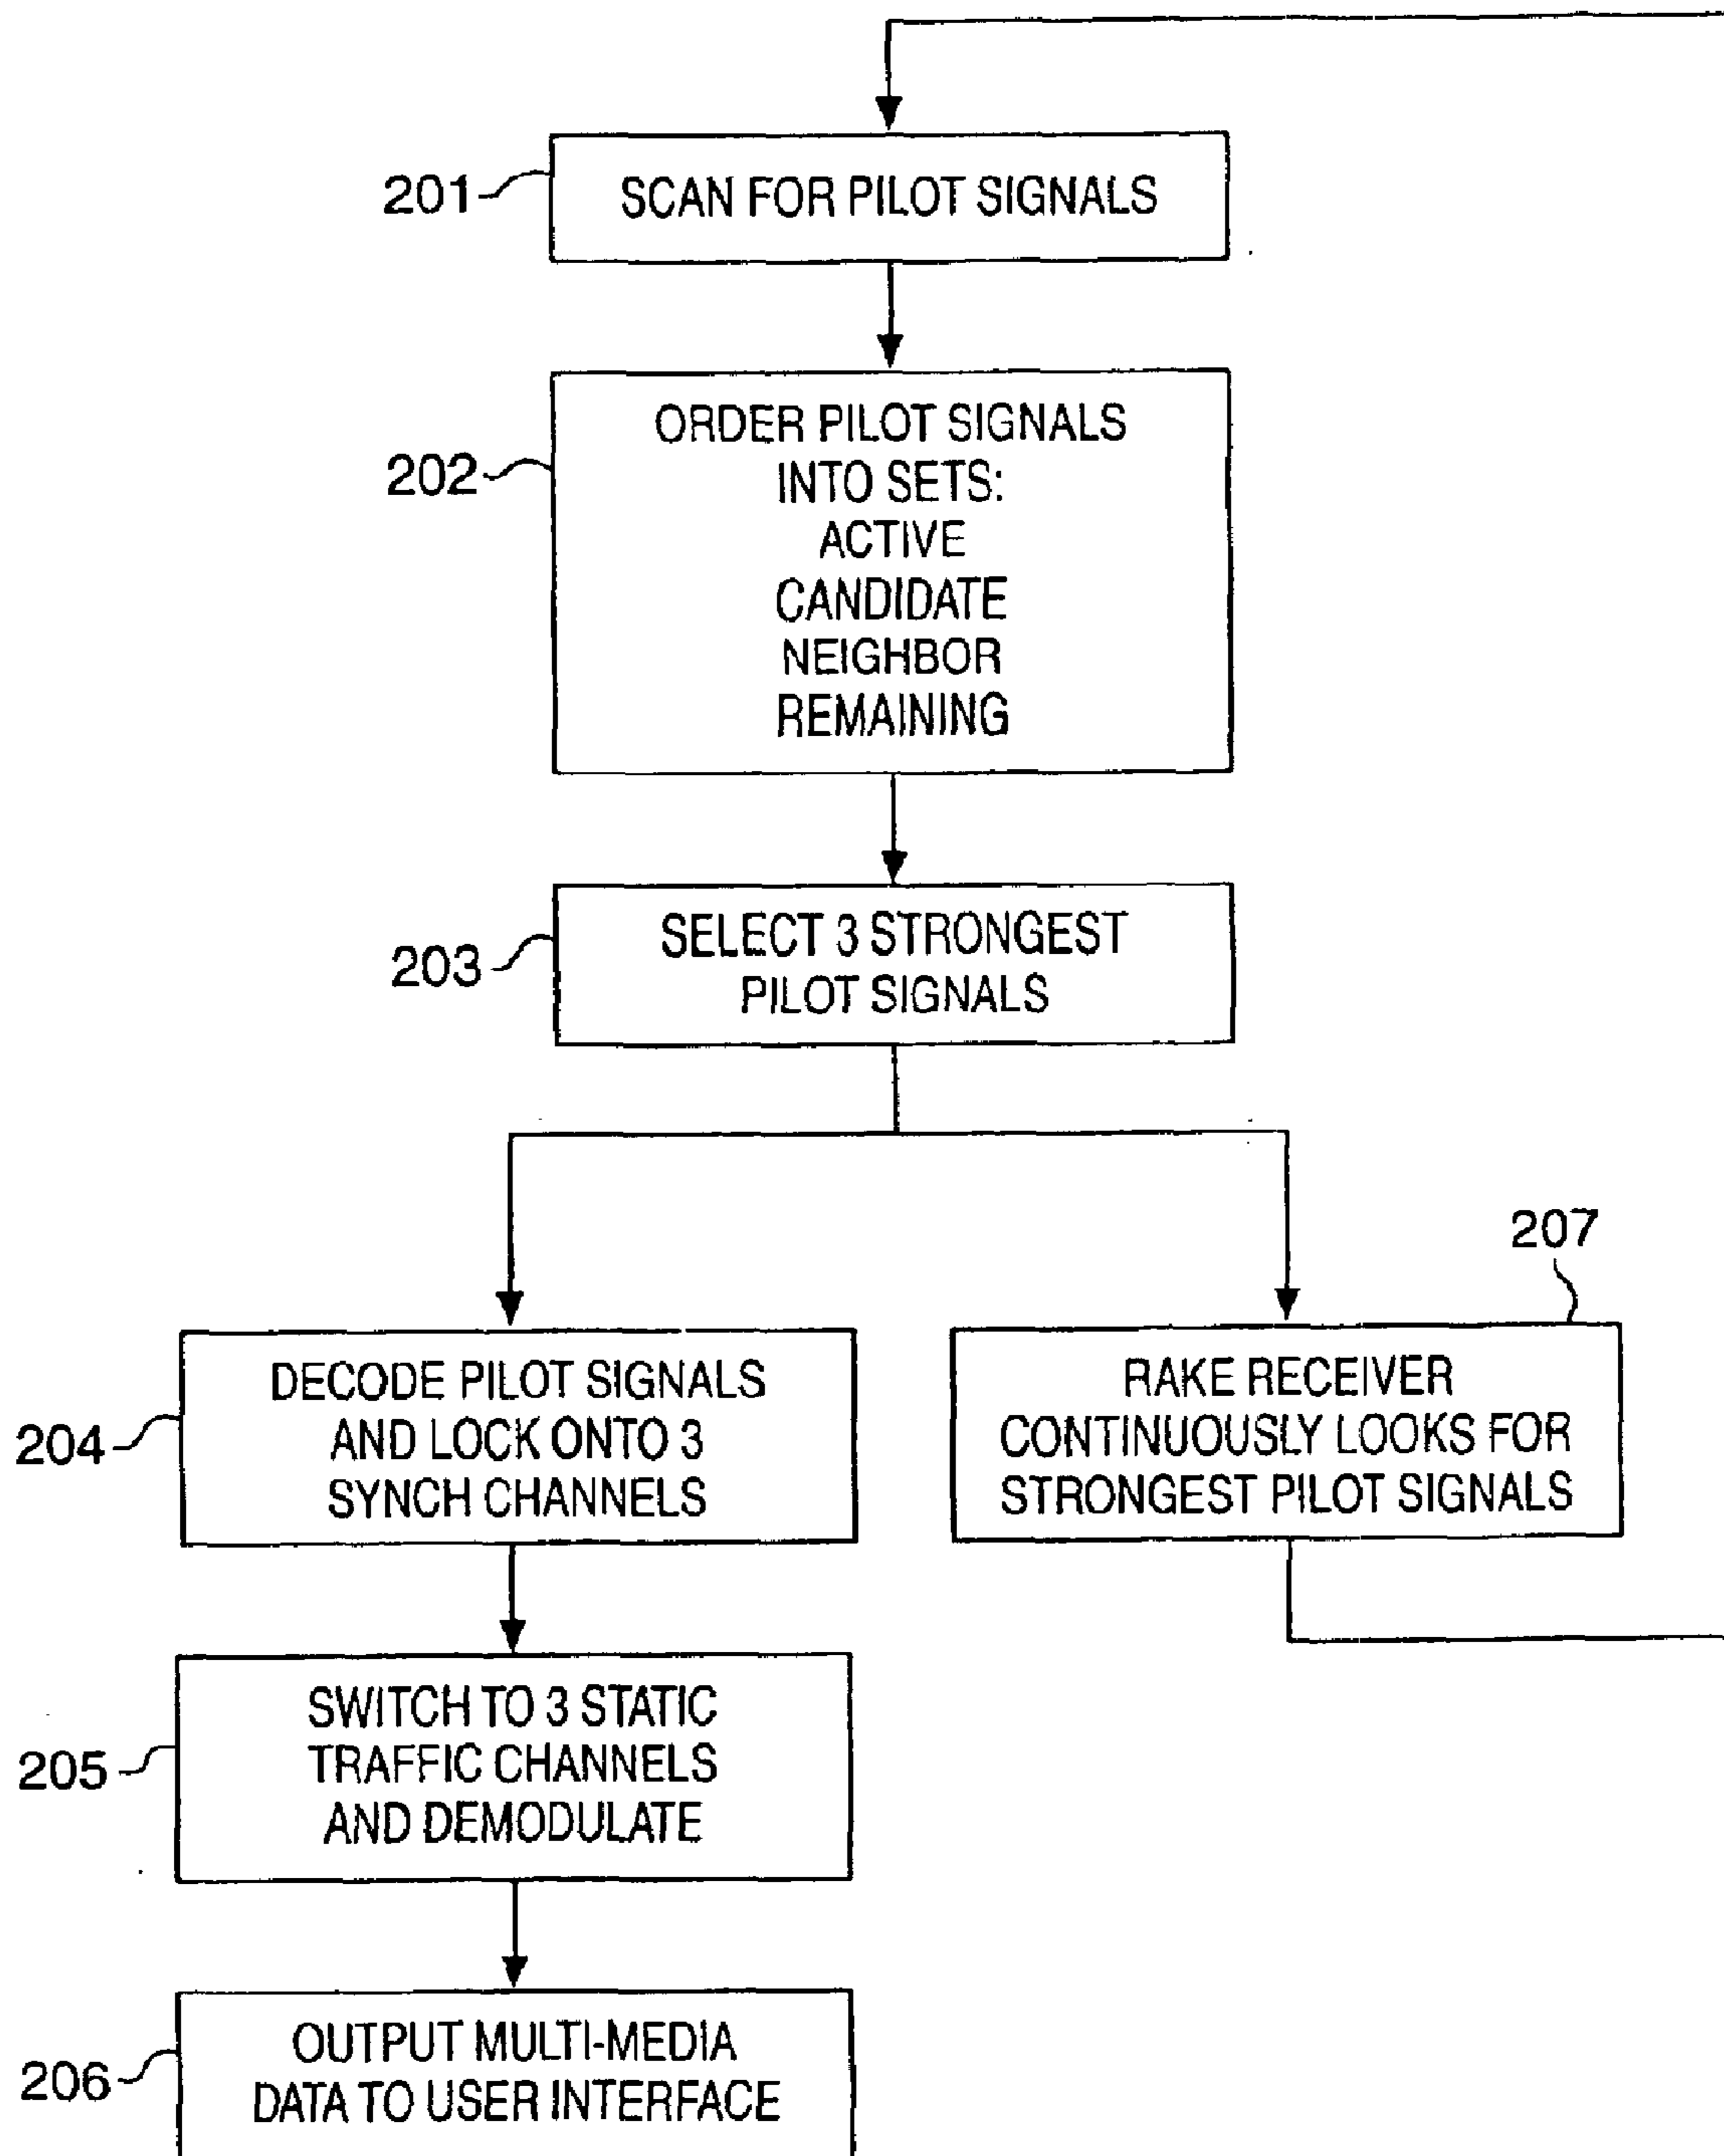 201
SCAN FOR PILOT SIGNALS
202
ORDER PILOT SIGNALS
INTO SETS:
ACTIVE
CANDIDATE
NEIGHBOR
REMAINING
203
SELECT 3 STRONGEST
PILOT SIGNALS
204
DECODE PILOT SIGNALS
AND LOCK ONTO 3
SYNCH CHANNELS
207
RAKE RECEIVER
CONTINUOUSLY LOOKS FOR
STRONGEST PILOT SIGNALS
205
SWITCH TO 3 STATIC
TRAFFIC CHANNELS
AND DEMODULATE
206
OUTPUT MULTI-MEDIA
DATA TO USER INTERFACE